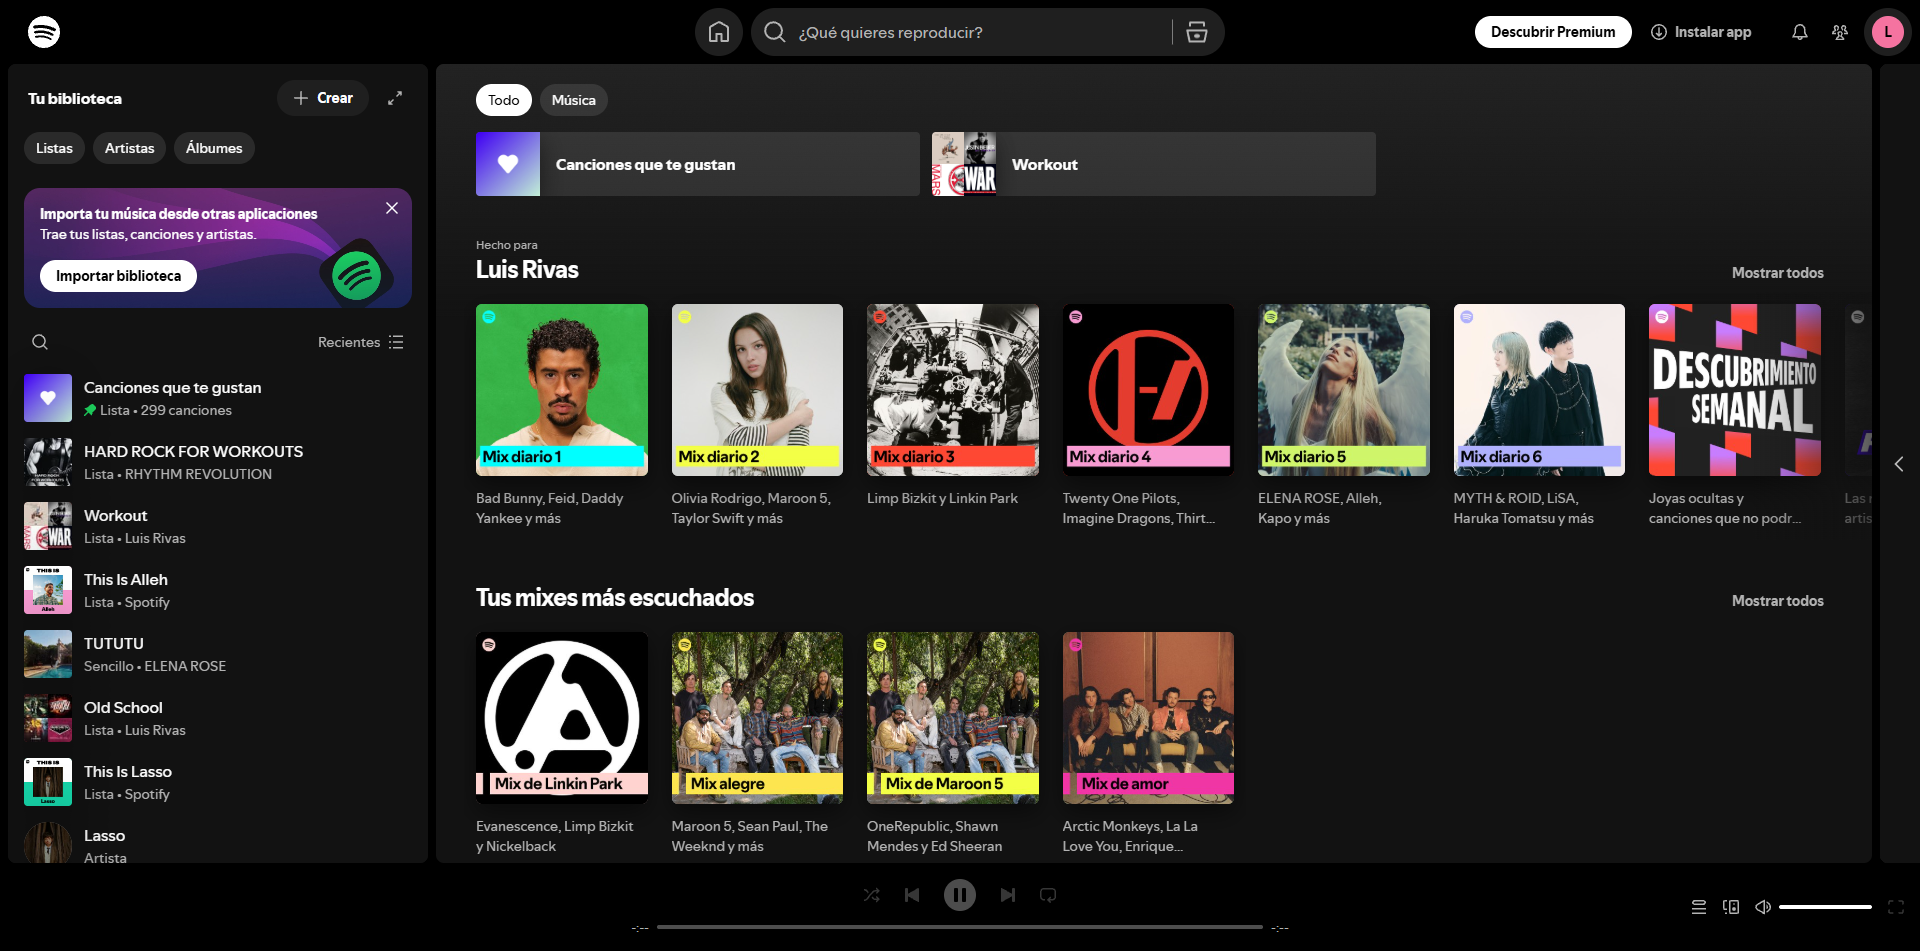 ¿Qué quieres reproducir?
Descubrir Premium
Instalar app
L
Tu biblioteca
Crear
Listas
Artistas
Álbumes
Importa tu música desde otras aplicaciones
Trae tus listas, canciones y artistas.
Importar biblioteca
Recientes
Canciones que te gustan
Lista • 299 canciones
HARD ROCK FOR WORKOUTS
Lista • RHYTHM REVOLUTION
Workout
Lista • Luis Rivas
This Is Alleh
Lista • Spotify
TUTUTU
Sencillo • ELENA ROSE
Old School
Lista • Luis Rivas
This Is Lasso
Lista • Spotify
Lasso
Artista
Todo
Música
Canciones que te gustan
MARS
WAR
Workout
Hecho para
Luis Rivas
Mostrar todos
Mix diario 1
Mix diario 2
Mix diario 3
Mix diario 4
Mix diario 5
Mix diario 6
DESCUBRIMIENTO
SEMANAL
Bad Bunny, Feid, Daddy
Yankee y más
Olivia Rodrigo, Maroon 5,
Taylor Swift y más
Limp Bizkit y Linkin Park
Twenty One Pilots,
Imagine Dragons, Thirt...
ELENA ROSE, Alleh,
Kapo y más
MYTH & ROID, LiSA,
Haruka Tomatsu y más
Joyas ocultas y
canciones que no podr...
Las
artis
Tus mixes más escuchados
Mostrar todos
Mix de Linkin Park
Mix alegre
Mix de Maroon 5
Mix de amor
Evanescence, Limp Bizkit
y Nickelback
Maroon 5, Sean Paul, The
Weeknd y más
OneRepublic, Shawn
Mendes y Ed Sheeran
Arctic Monkeys, La La
Love You, Enrique...
-:--
-:--